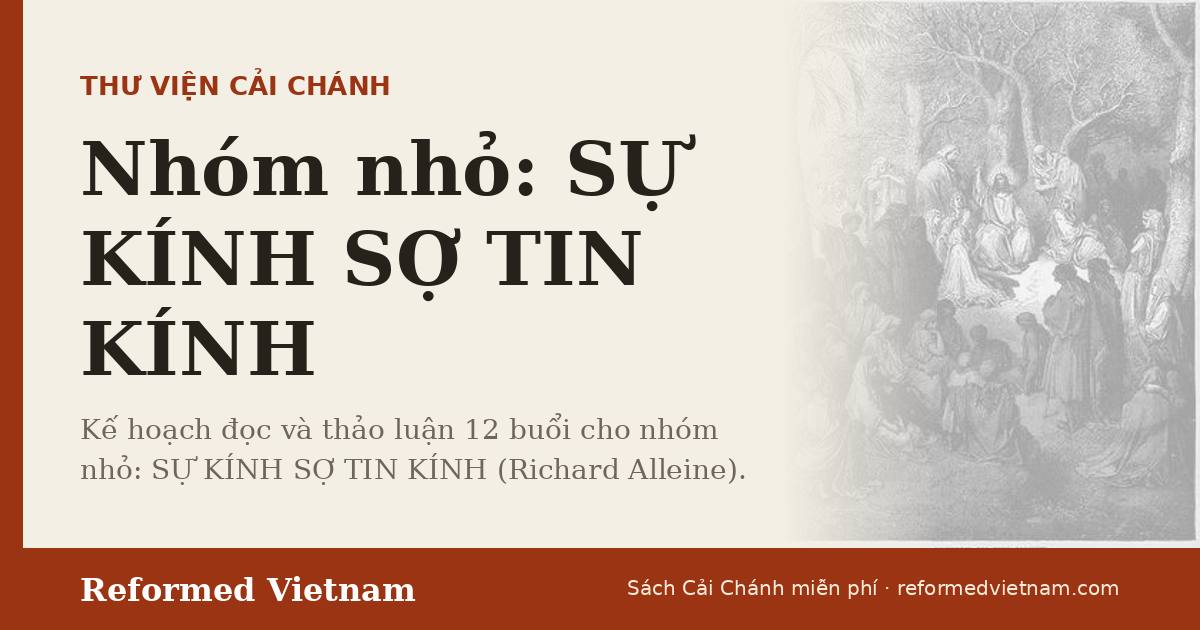 THƯ VIỆN CẢI CHÁNH
Nhóm nhỏ: SỰ
KÍNH SỢ TIN
KÍNH
Kế hoạch đọc và thảo luận 12 buổi cho nhóm
nhỏ: SỰ KÍNH SỢ TIN KÍNH (Richard Alleine).
Reformed Vietnam
Sách Cải Chánh miễn phí · reformedvietnam.com